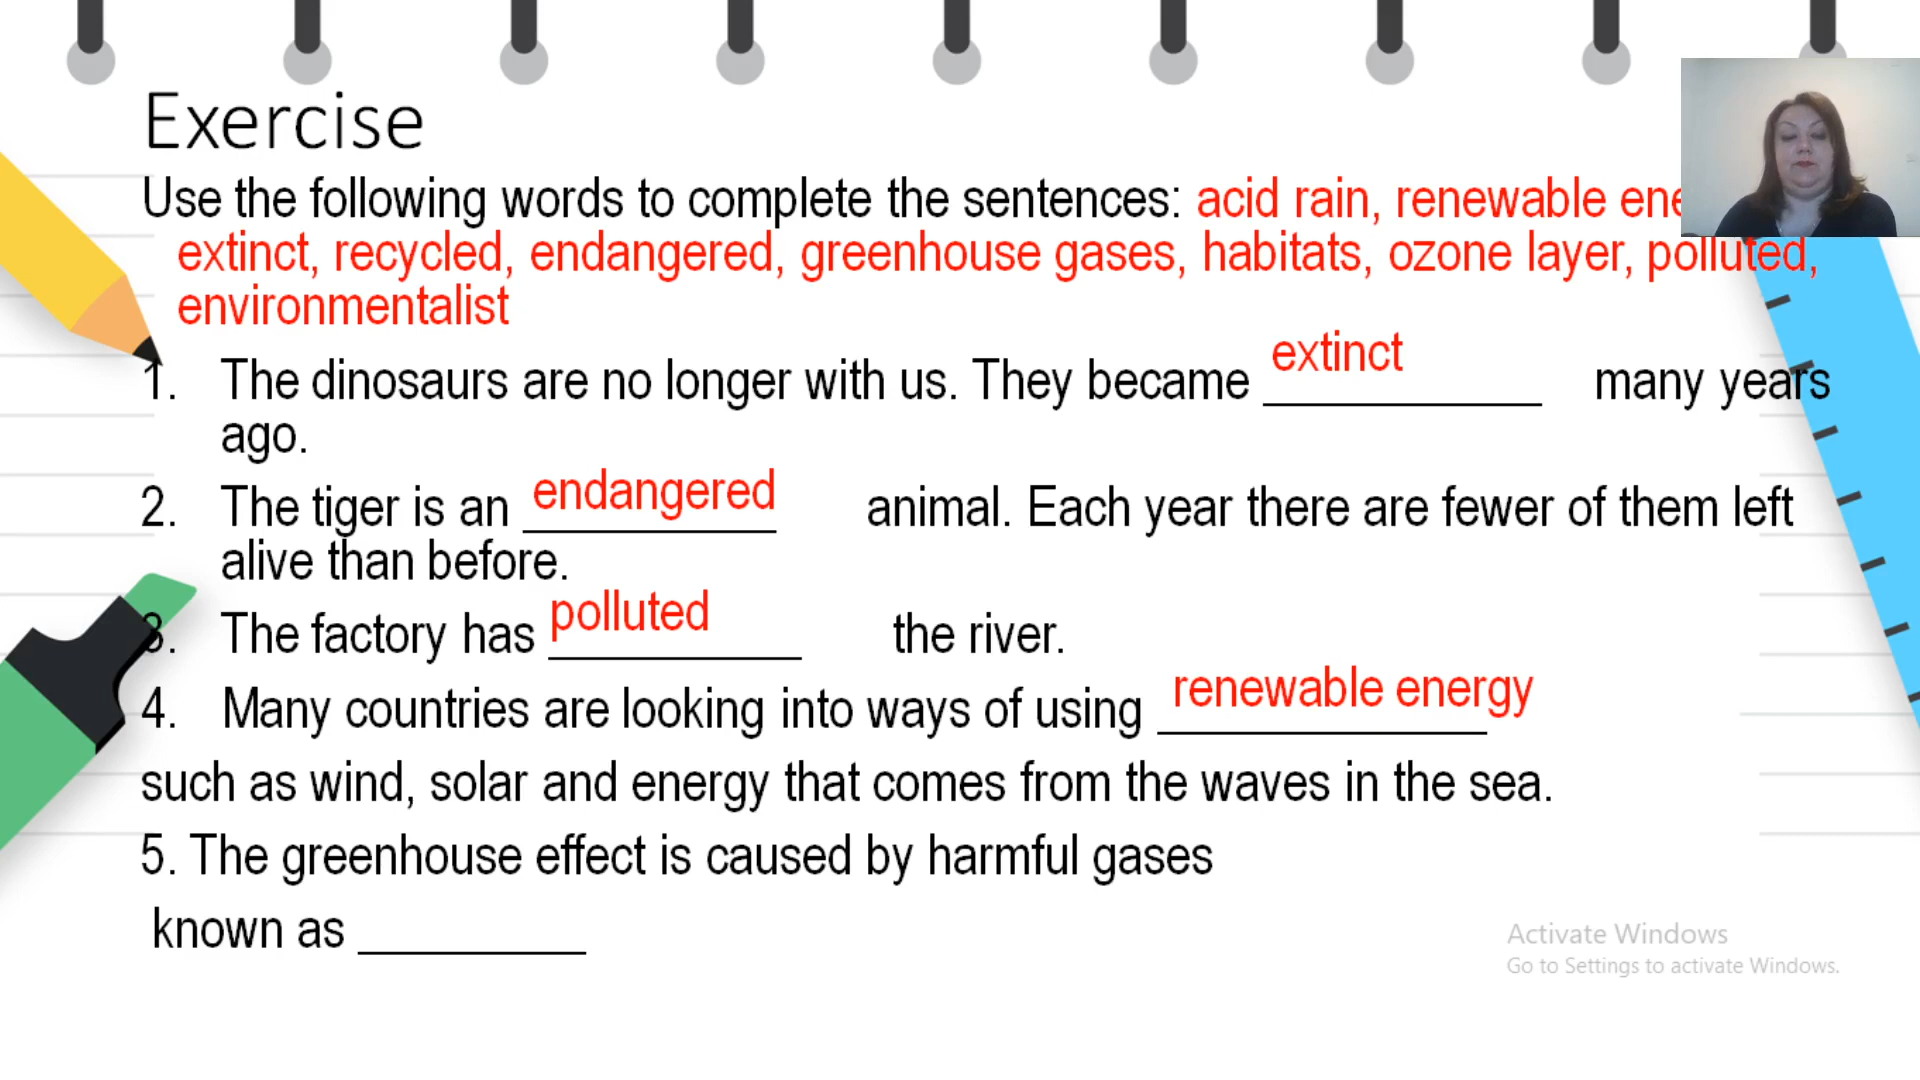 Exercise
Use the following words to complete the sentences: acid rain, renewable
extinct, recycled, endangered, greenhouse gases, habitats, ozone layer, polluted,
environmentalist
1. The dinosaurs are no longer with us. They became extinct many years
ago.
2. The tiger is an endangered animal. Each year there are fewer of them left
alive than before.
3. The factory has polluted the river.
4. Many countries are looking into ways of using renewable energy
such as wind, solar and energy that comes from the waves in the sea.
5. The greenhouse effect is caused by harmful gases
known as __________
Activate Windows
Go to Settings to activate Windows.